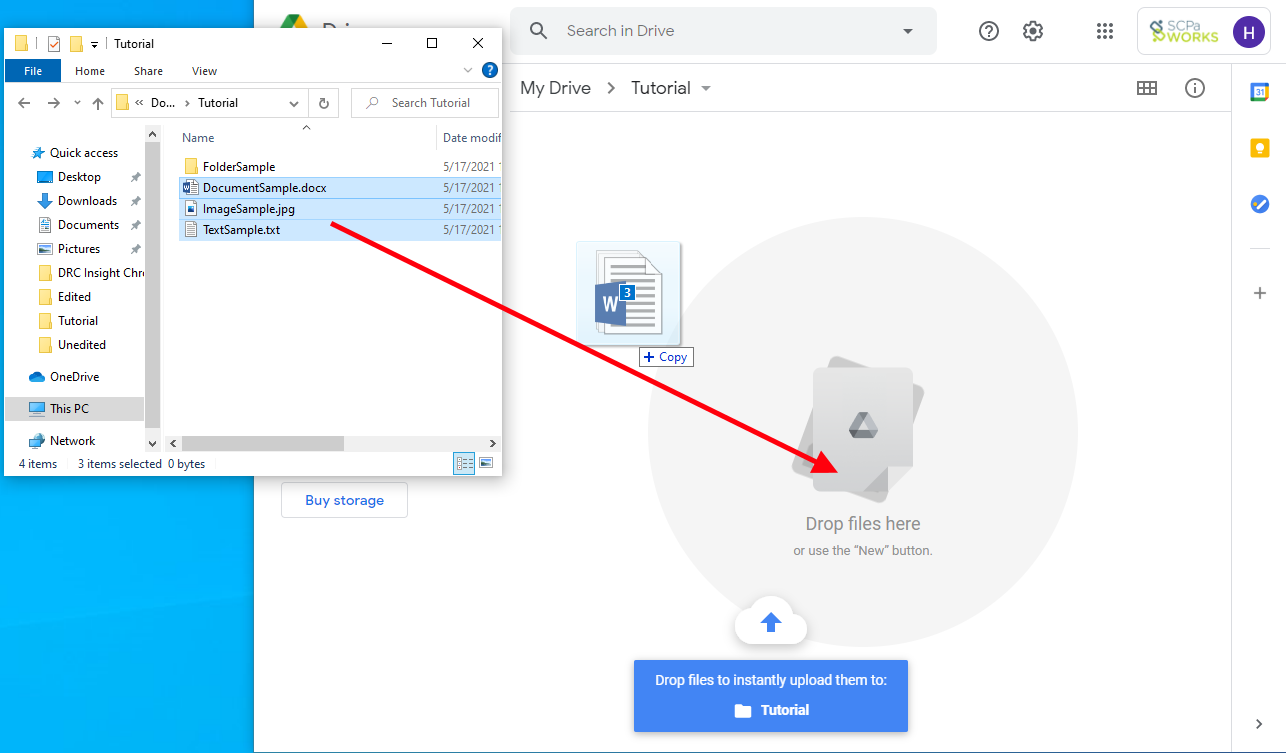 Tutorial
File Home Share View
Do... Tutorial
Search Tutorial
Name Date modif
Quick access
Desktop
Downloads
Documents
Pictures
DRC Insight Chr
Edited
Tutorial
Unedited
OneDrive
This PC
Network
FolderSample 5/17/2021 1
DocumentSample.docx 5/17/2021 1
ImageSample.jpg 5/17/2021 1
TextSample.txt 5/17/2021 1
4 items 3 items selected 0 bytes
Search in Drive
SCPa
WORKS
H
My Drive > Tutorial
31
W
3
+ Copy
Drop files here
or use the “New” button.
Buy storage
Drop files to instantly upload them to:
Tutorial